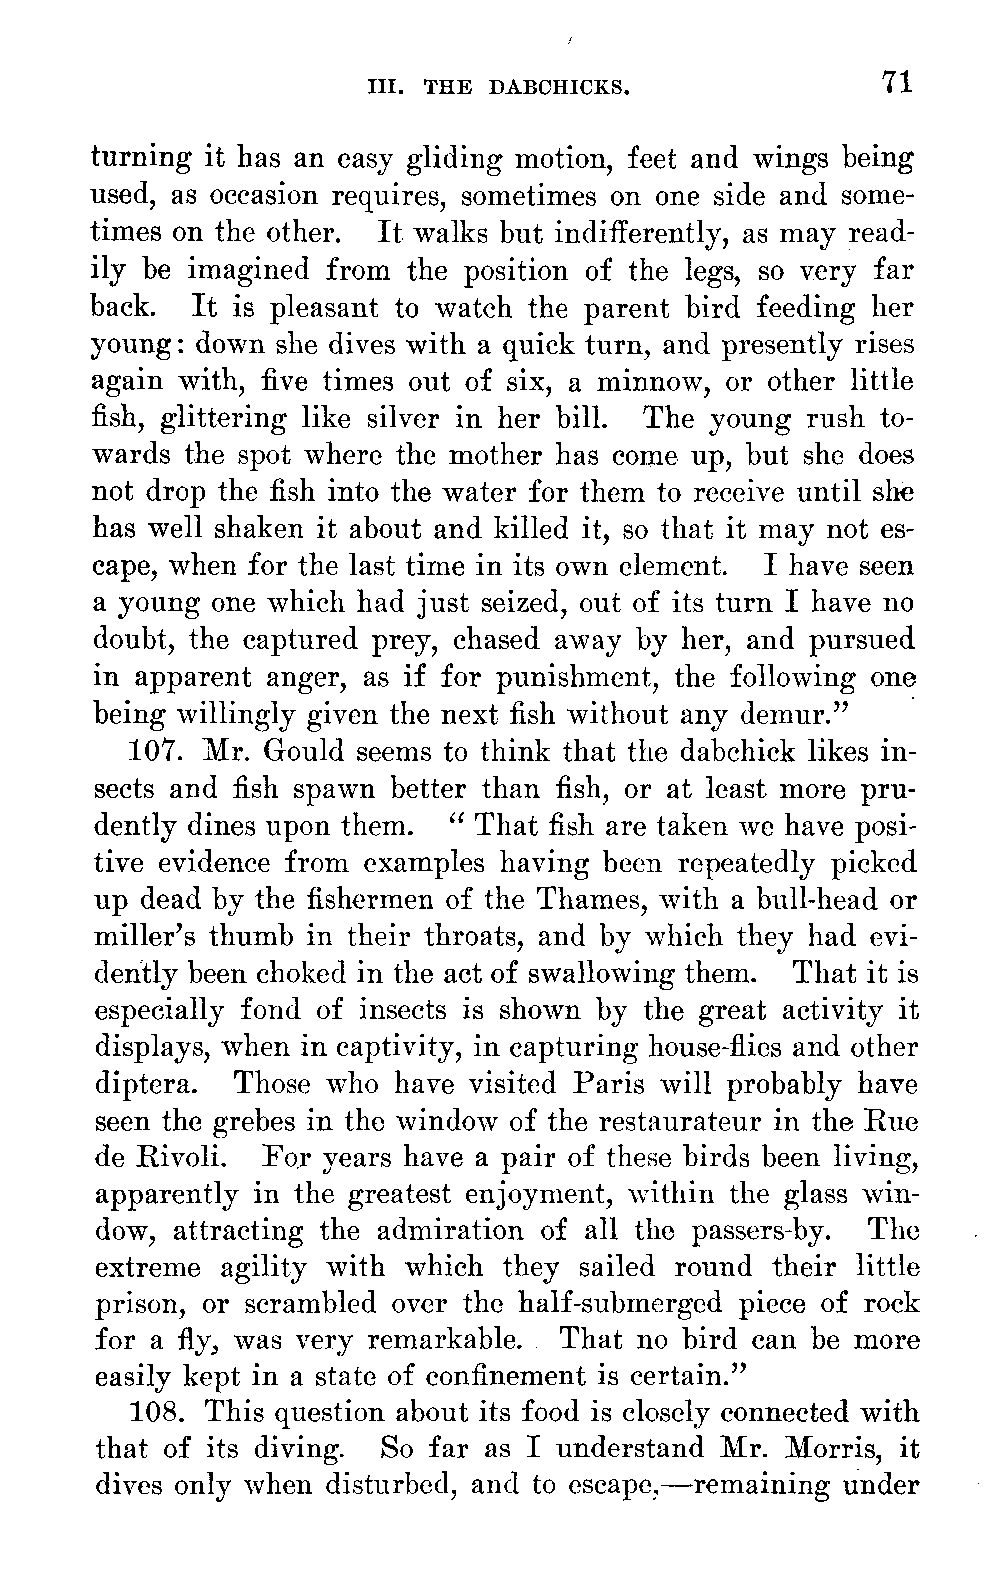 III. THE DABCHICKS. 71
turning it has an easy gliding motion, feet and wings being
used, as occasion requires, sometimes on one side and some-
times on the other. It walks but indifferently, as may read-
ily be imagined from the position of the legs, so very far
back. It is pleasant to watch the parent bird feeding her
young: down she dives with a quick turn, and presently rises
again with, five times out of six, a minnow, or other little
fish, glittering like silver in her bill. The young rush to-
wards the spot where the mother has come up, but she does
not drop the fish into the water for them to receive until she
has well shaken it about and killed it, so that it may not es-
cape, when for the last time in its own element. I have seen
a young one which had just seized, out of its turn I have no
doubt, the captured prey, chased away by her, and pursued
in apparent anger, as if for punishment, the following one
being willingly given the next fish without any demur.”
107. Mr. Gould seems to think that the dabchick likes in-
sects and fish spawn better than fish, or at least more pru-
dently dines upon them. “ That fish are taken we have posi-
tive evidence from examples having been repeatedly picked
up dead by the fishermen of the Thames, with a bull-head or
miller’s thumb in their throats, and by which they had evi-
dently been choked in the act of swallowing them. That it is
especially fond of insects is shown by the great activity it
displays, when in captivity, in capturing house-flies and other
diptera. Those who have visited Paris will probably have
seen the grebes in the window of the restaurateur in the Rue
de Rivoli. For years have a pair of these birds been living,
apparently in the greatest enjoyment, within the glass win-
dow, attracting the admiration of all the passers-by. The
extreme agility with which they sailed round their little
prison, or scrambled over the half-submerged piece of rock
for a fly, was very remarkable. That no bird can be more
easily kept in a state of confinement is certain.”
108. This question about its food is closely connected with
that of its diving. So far as I understand Mr. Morris, it
dives only when disturbed, and to escape,—remaining under